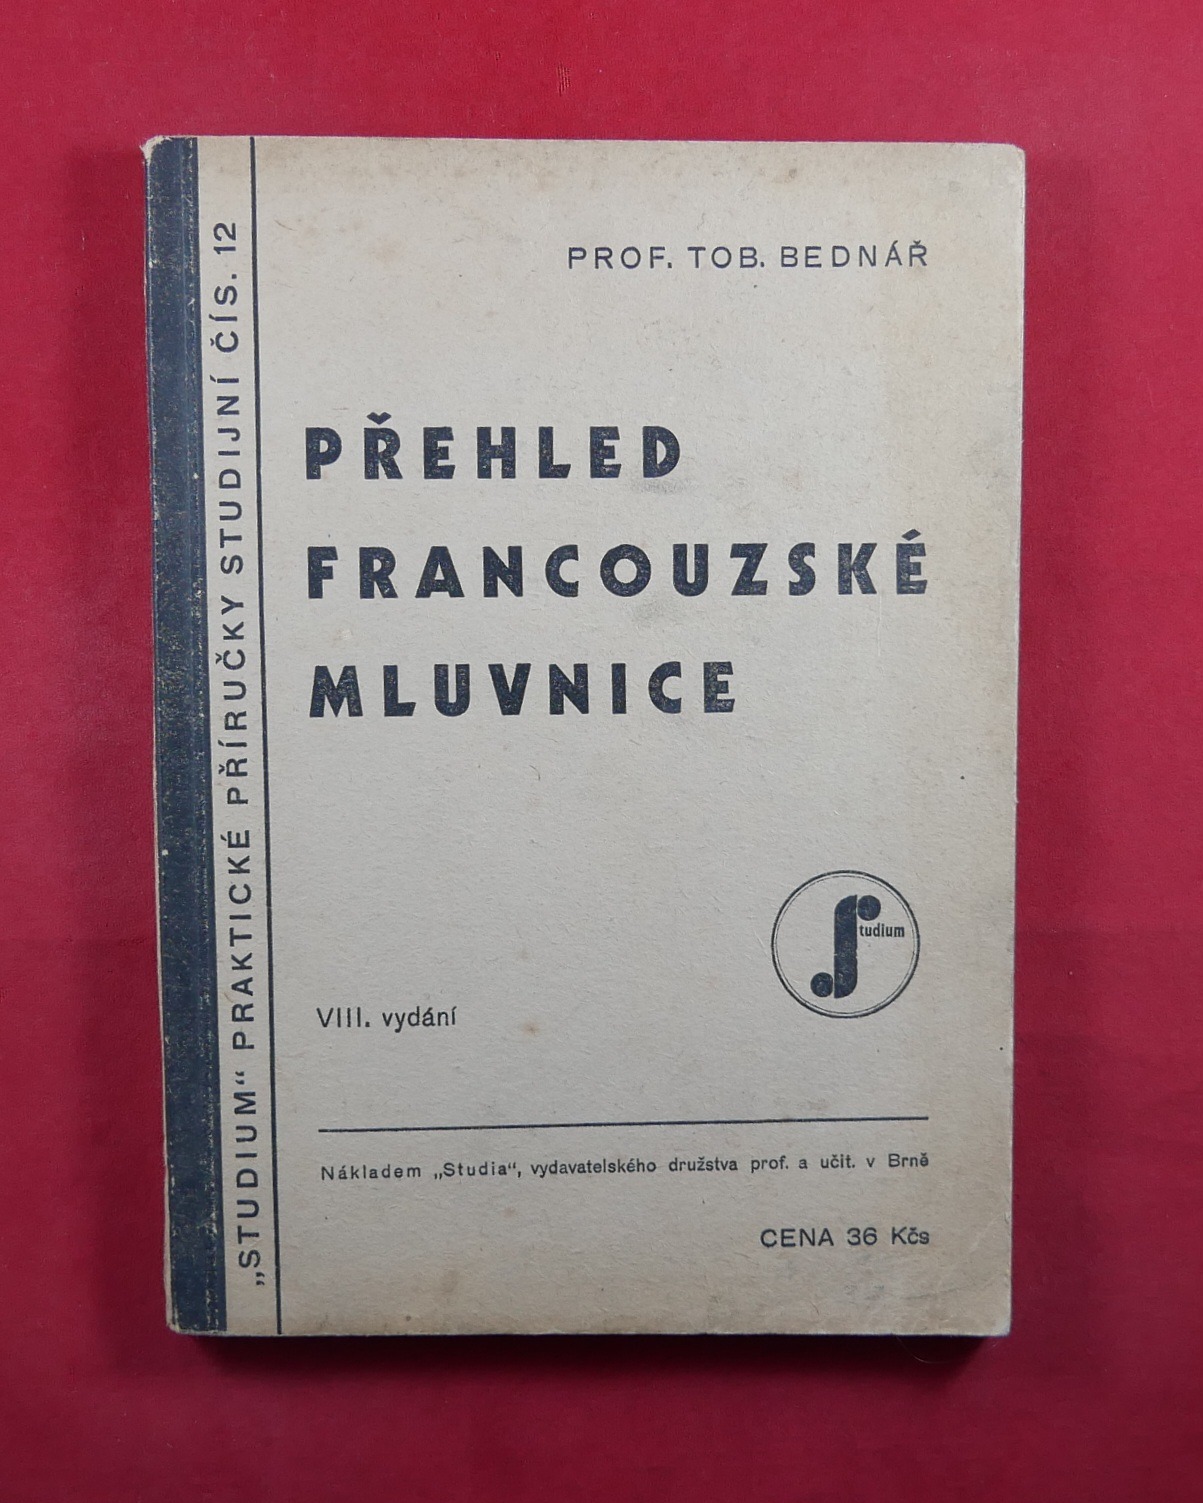 „STUDIUM“ PRAKTICKÉ PŘÍRUČKY STUDIJNÍ ČÍS. 12
PROF. TOB. BEDNÁŘ
PŘEHLED
FRANCOUZSKÉ
MLUVNICE
Studium
VIII. vydání
Nákladem „Studia“, vydavatelského družstva prof. a učit. v Brně
CENA 36 Kčs